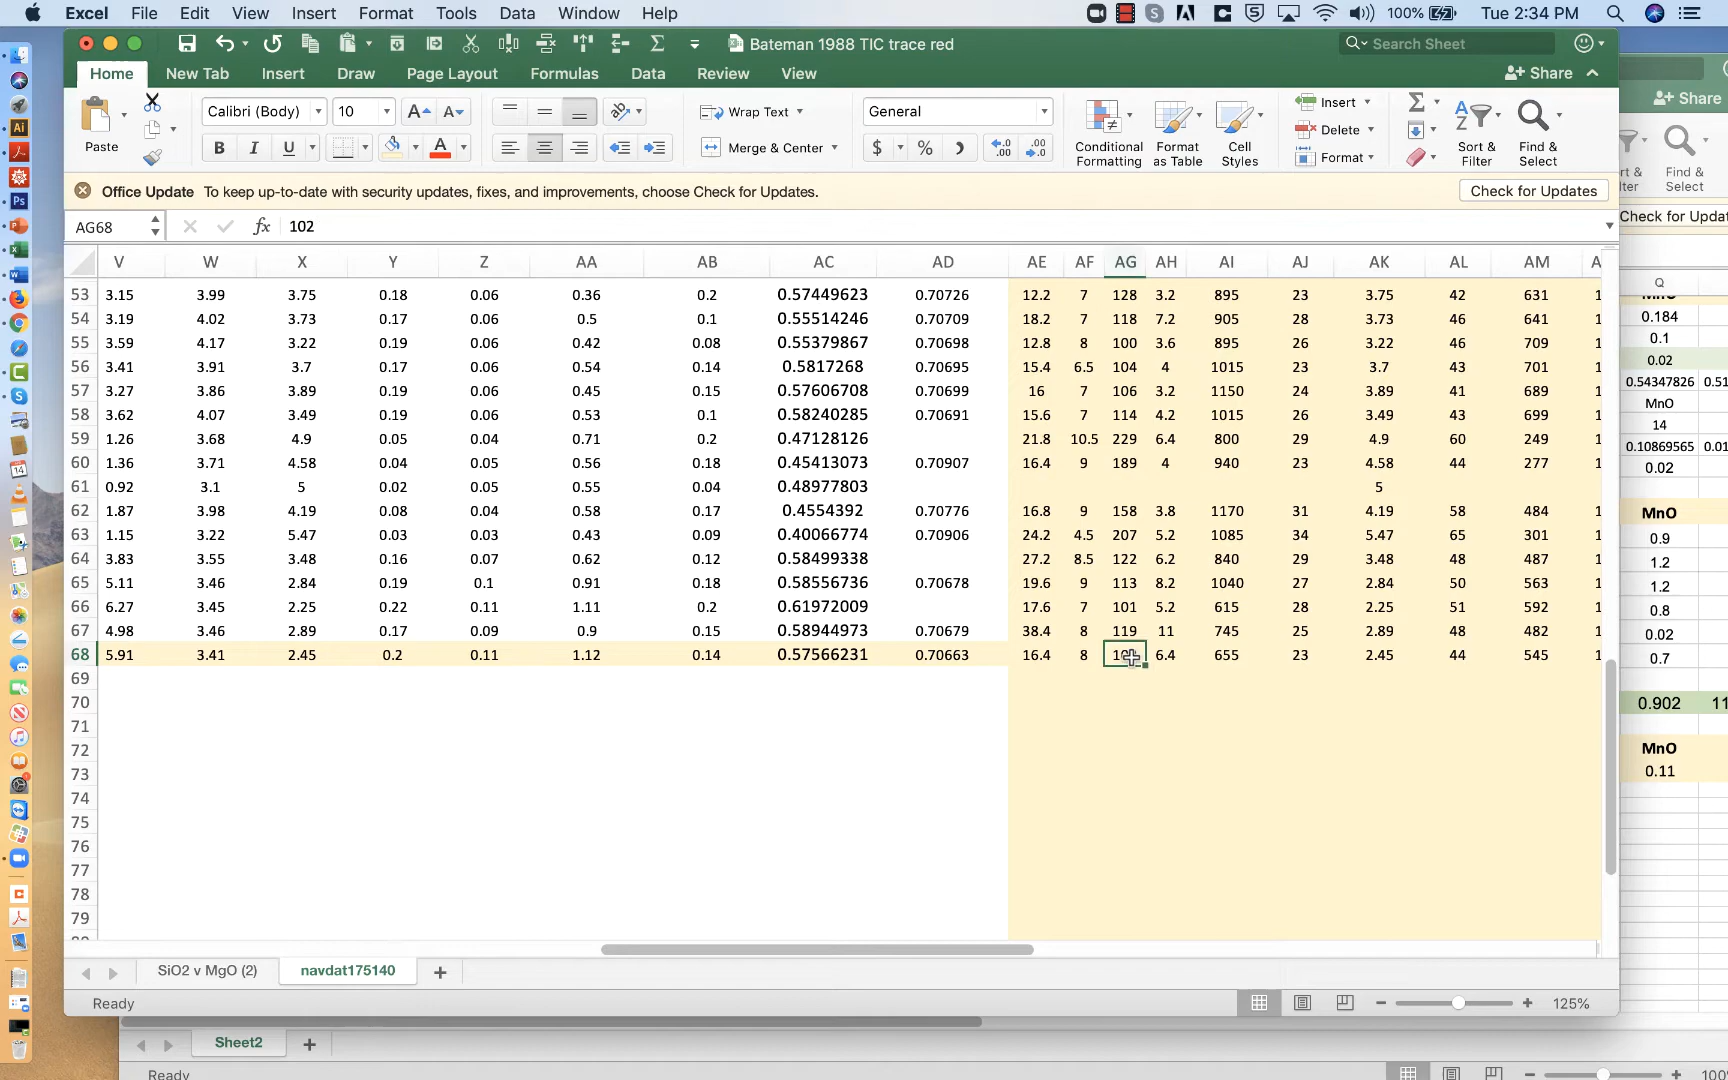 Excel File Edit View Insert Format Tools Data Window Help 100% Tue 2:34 PM
Bateman 1988 TIC trace red Search Sheet
Home New Tab Insert Draw Page Layout Formulas Data Review View Share
Share
Paste Calibri (Body) 10 A A Wrap Text General Insert
B I U A Merge & Center $ % Delete
Conditional Formatting Format as Table Cell Styles Format Sort & Filter Find & Select
Find & Select
Office Update To keep up-to-date with security updates, fixes, and improvements, choose Check for Updates. Check for Updates
AG68 fx 102
V W X Y Z AA AB AC AD AE AF AG AH AI AJ AK AL AM
53 3.15 3.99 3.75 0.18 0.06 0.36 0.2 0.57449623 0.70726 12.2 7 128 3.2 895 23 3.75 42 631
54 3.19 4.02 3.73 0.17 0.06 0.5 0.1 0.55514246 0.70709 18.2 7 118 7.2 905 28 3.73 46 641
55 3.59 4.17 3.22 0.19 0.06 0.42 0.08 0.55379867 0.70698 12.8 8 100 3.6 895 26 3.22 46 709
56 3.41 3.91 3.7 0.17 0.06 0.54 0.14 0.5817268 0.70695 15.4 6.5 104 4 1015 23 3.7 43 701
57 3.27 3.86 3.89 0.19 0.06 0.45 0.15 0.57606708 0.70699 16 7 106 3.2 1150 24 3.89 41 689
58 3.62 4.07 3.49 0.19 0.06 0.53 0.1 0.58240285 0.70691 15.6 7 114 4.2 1015 26 3.49 43 699
59 1.26 3.68 4.9 0.05 0.04 0.71 0.2 0.47128126 21.8 10.5 229 6.4 800 29 4.9 60 249
60 1.36 3.71 4.58 0.04 0.05 0.56 0.18 0.45413073 0.70907 16.4 9 189 4 940 23 4.58 44 277
61 0.92 3.1 5 0.02 0.05 0.55 0.04 0.48977803 5
62 1.87 3.98 4.19 0.08 0.04 0.58 0.17 0.4554392 0.70776 16.8 9 158 3.8 1170 31 4.19 58 484
63 1.15 3.22 5.47 0.03 0.03 0.43 0.09 0.40066774 0.70906 24.2 4.5 207 5.2 1085 34 5.47 65 301
64 3.83 3.55 3.48 0.16 0.07 0.62 0.12 0.58499338 27.2 8.5 122 6.2 840 29 3.48 48 487
65 5.11 3.46 2.84 0.19 0.1 0.91 0.18 0.58556736 0.70678 19.6 9 113 8.2 1040 27 2.84 50 563
66 6.27 3.45 2.25 0.22 0.11 1.11 0.2 0.61972009 17.6 7 101 5.2 615 28 2.25 51 592
67 4.98 3.46 2.89 0.17 0.09 0.9 0.15 0.58944973 0.70679 38.4 8 119 11 745 25 2.89 48 482
68 5.91 3.41 2.45 0.2 0.11 1.12 0.14 0.57566231 0.70663 16.4 8 6.4 655 23 2.45 44 545
69
70
71
72
73
74
75
76
77
78
79
Q
0.184
0.1
0.02
0.54347826
MnO
14
0.10869565
0.02
MnO
0.9
1.2
1.2
0.8
0.02
0.7
0.902
MnO
0.11
SiO2 v MgO (2) navdat175140 +
Ready 125%
Sheet2 +
Ready